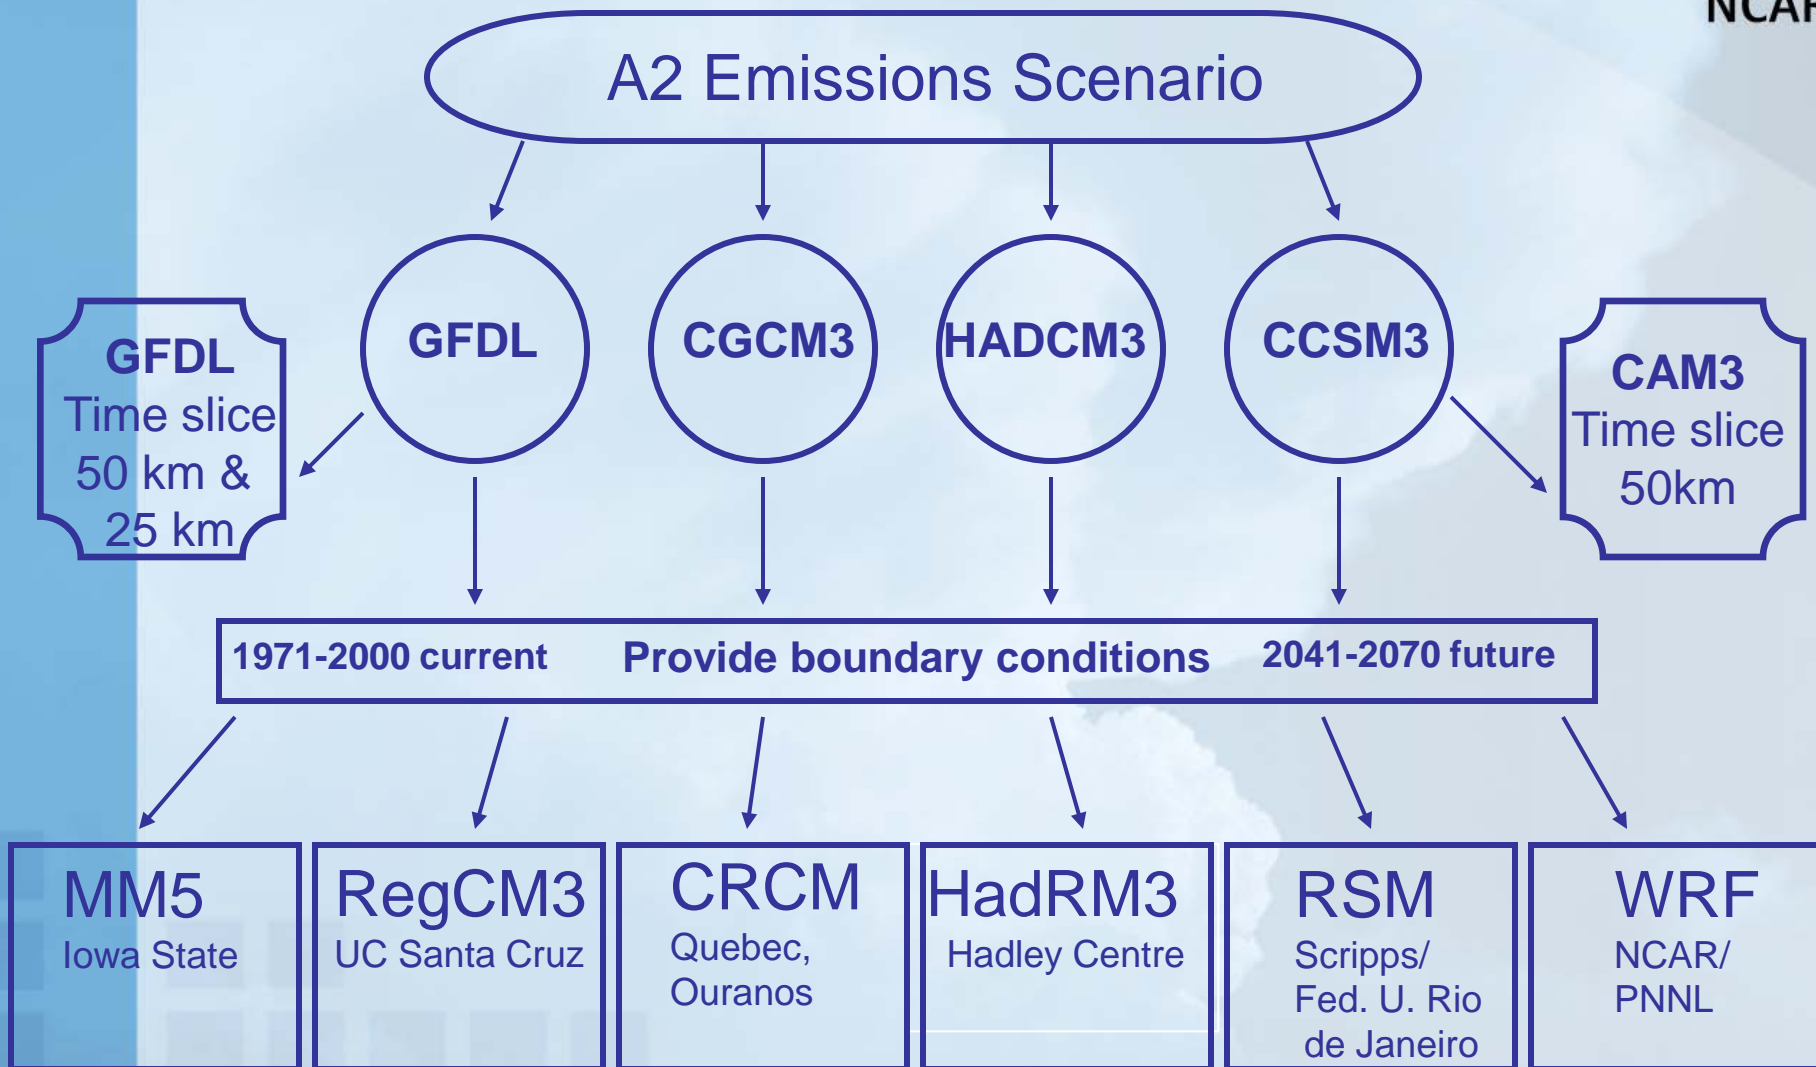 NCAR
A2 Emissions Scenario
GFDL
CGCM3
HADCM3
CCSM3
GFDL
Time slice
50 km &
25 km
CAM3
Time slice
50km
1971-2000 current
Provide boundary conditions
2041-2070 future
MM5
Iowa State
RegCM3
UC Santa Cruz
CRCM
Quebec,
Ouranos
HadRM3
Hadley Centre
RSM
Scripps/
Fed. U. Rio
de Janeiro
WRF
NCAR/
PNNL